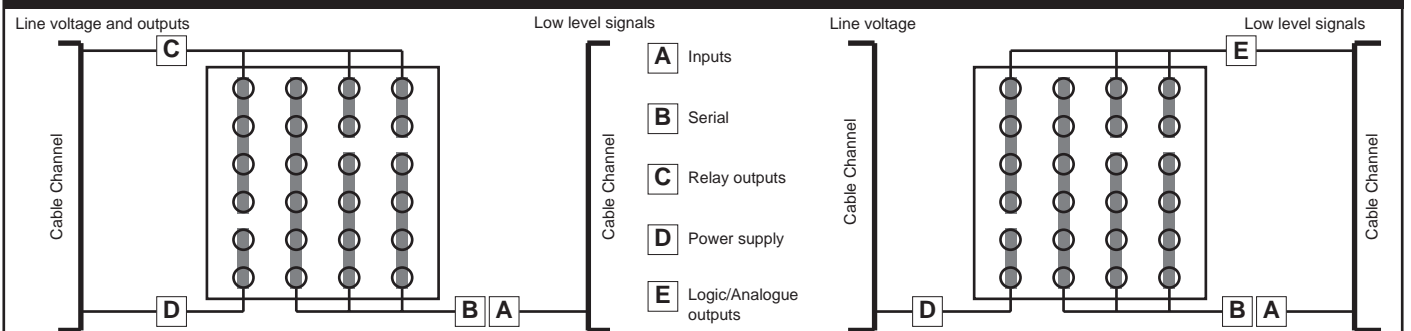 Line voltage and outputs
Low level signals
C
Cable Channel
D
B A
Cable Channel
A Inputs
B Serial
C Relay outputs
D Power supply
E Logic/Analogue
outputs
Line voltage
Low level signals
E
Cable Channel
D
B A
Cable Channel